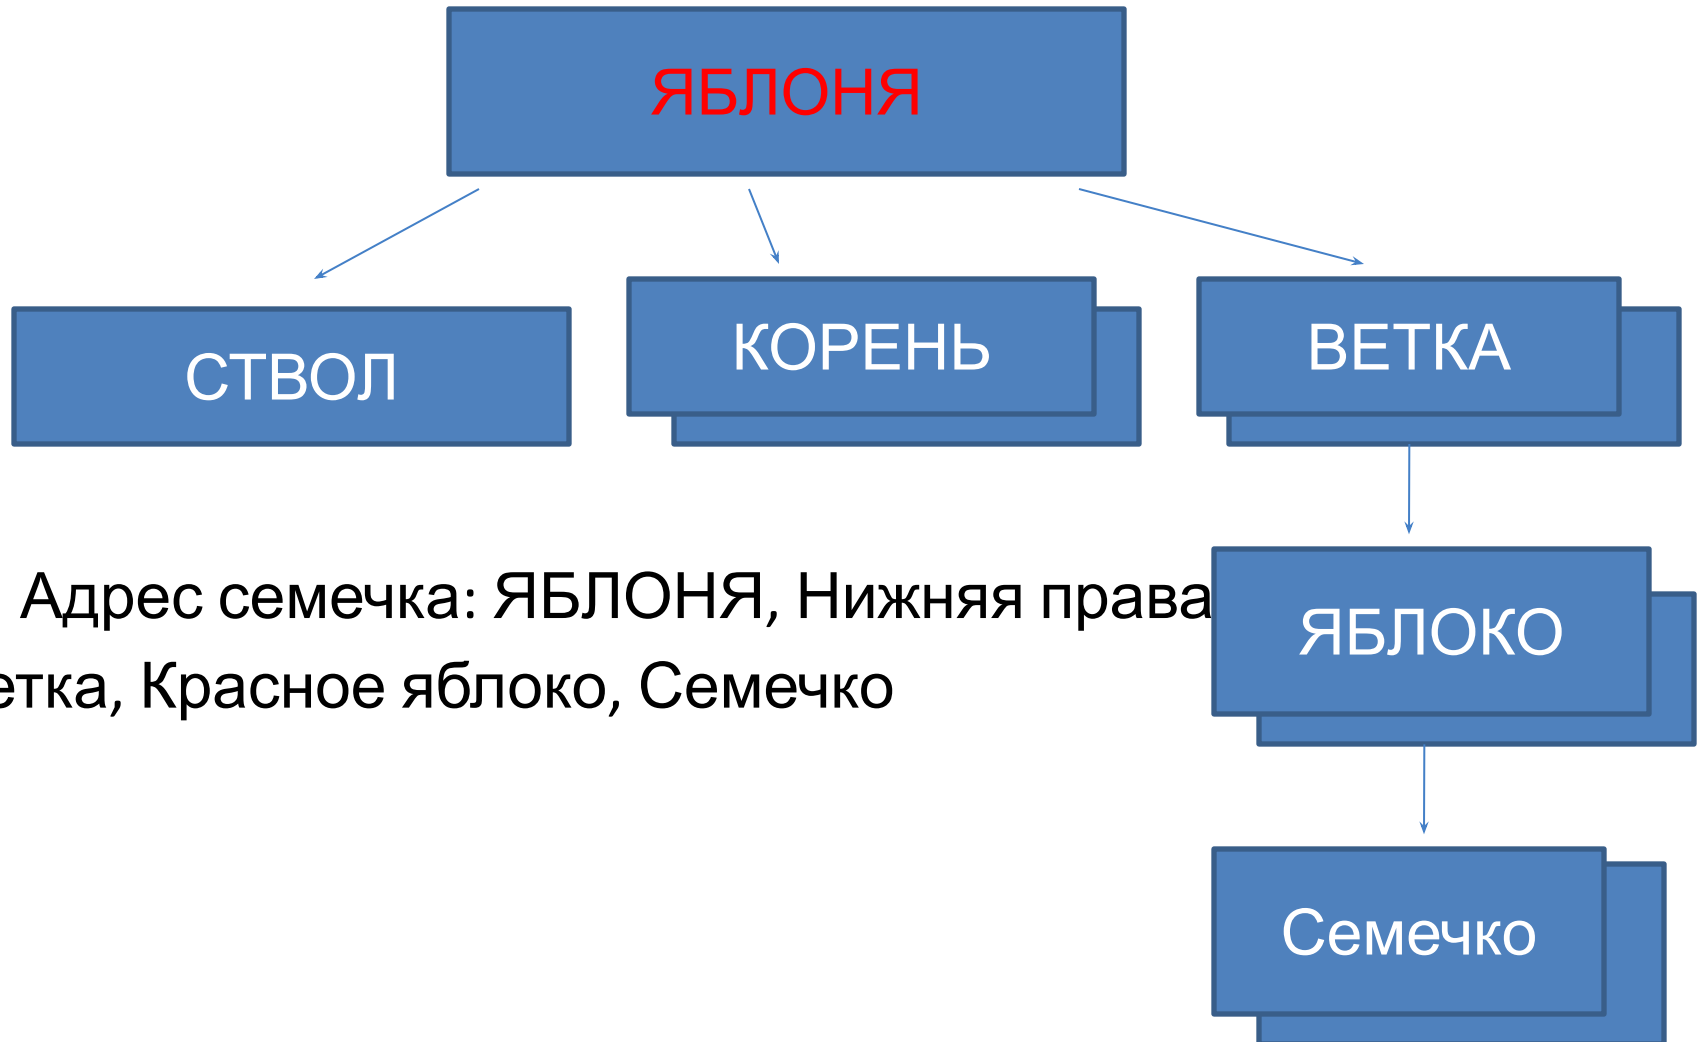 ЯБЛОНЯ
СТВОЛ
КОРЕНЬ
ВЕТКА
Адрес семечка: ЯБЛОНЯ, Нижняя права
етка, Красное яблоко, Семечко
ЯБЛОКО
Семечко